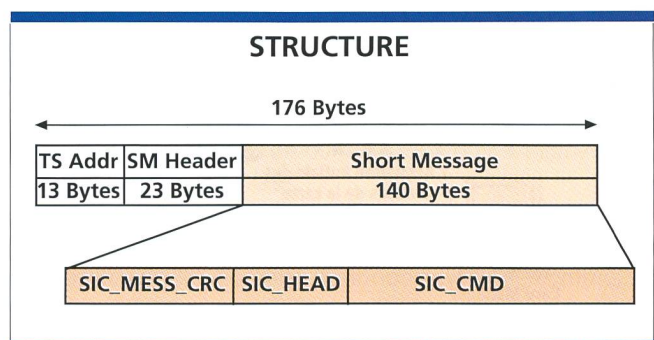 STRUCTURE
176 Bytes
TS Addr SM Header Short Message
13 Bytes 23 Bytes 140 Bytes
SIC_MESS_CRC SIC_HEAD SIC_CMD